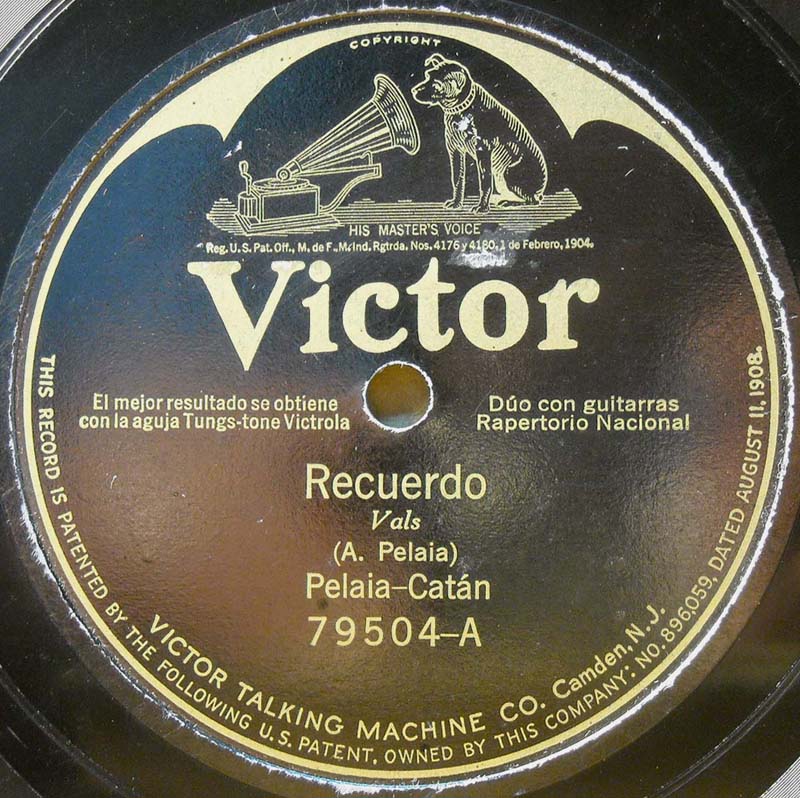 COPYRIGHT
HIS MASTER'S VOICE
Reg. U.S. Pat. Off., M. de F., M. Ind. Rgtrda. Nos. 4176 y 4180, 1 de Febrero, 1904.
Victor
El mejor resultado se obtiene
con la aguja Tungs-tone Victrola
Dúo con guitarras
Rapertorio Nacional
Recuerdo
Vals
(A. Pelaia)
Pelaia–Catán
79504–A
VICTOR TALKING MACHINE CO. Camden, N.J.
THIS RECORD IS PATENTED BY THE FOLLOWING U.S. PATENT, OWNED BY THIS COMPANY: NO. 896,059, DATED AUGUST 11, 1908.